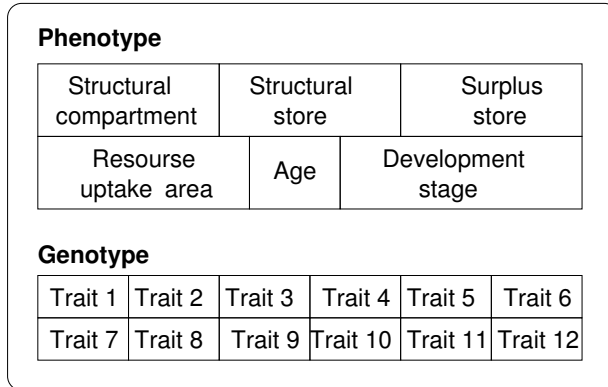 Phenotype
Structural Structural Surplus
compartment store store
Resourse Age Development
uptake area stage
Genotype
Trait 1 Trait 2 Trait 3 Trait 4 Trait 5 Trait 6
Trait 7 Trait 8 Trait 9 Trait 10 Trait 11 Trait 12